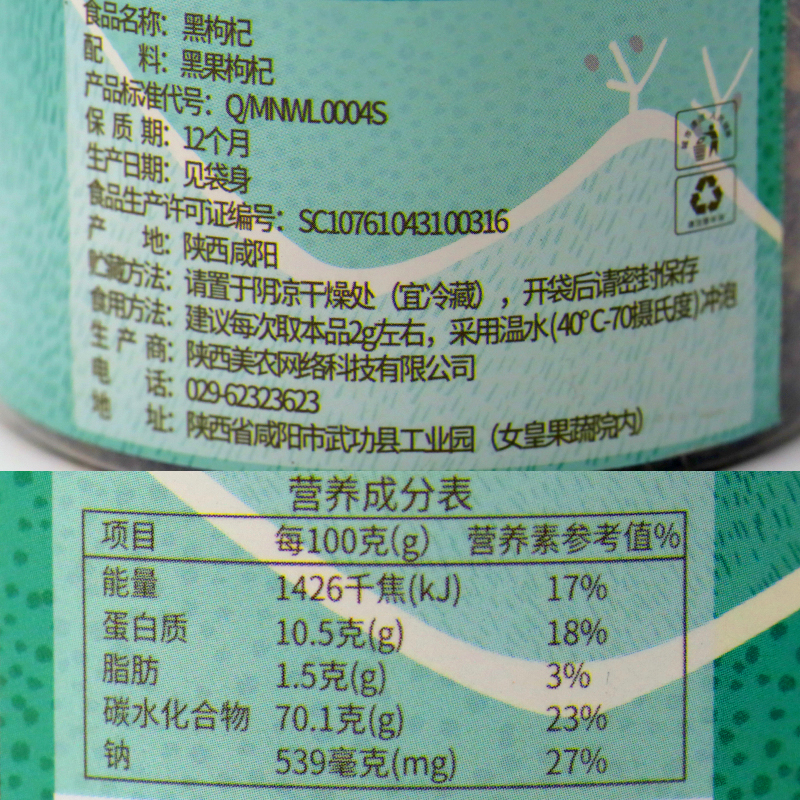 食品名称：黑枸杞
配 料：黑果枸杞
产品标准代号：Q/MNWL0004S
保 质 期：12个月
生产日期：见袋身
食品生产许可证编号：SC10761043100316
产 地：陕西咸阳
贮藏方法：请置于阴凉干燥处（宜冷藏），开袋后请密封保存
食用方法：建议每次取本品2g左右，采用温水(40°C-70摄氏度)冲泡
生 产 商：陕西美农网络科技有限公司
电 话：029-62323623
地 址：陕西省咸阳市武功县工业园（女皇果蔬院内）
营养成分表
项目 每100克(g) 营养素参考值%
能量 1426千焦(kJ) 17%
蛋白质 10.5克(g) 18%
脂肪 1.5克(g) 3%
碳水化合物 70.1克(g) 23%
钠 539毫克(mg) 27%